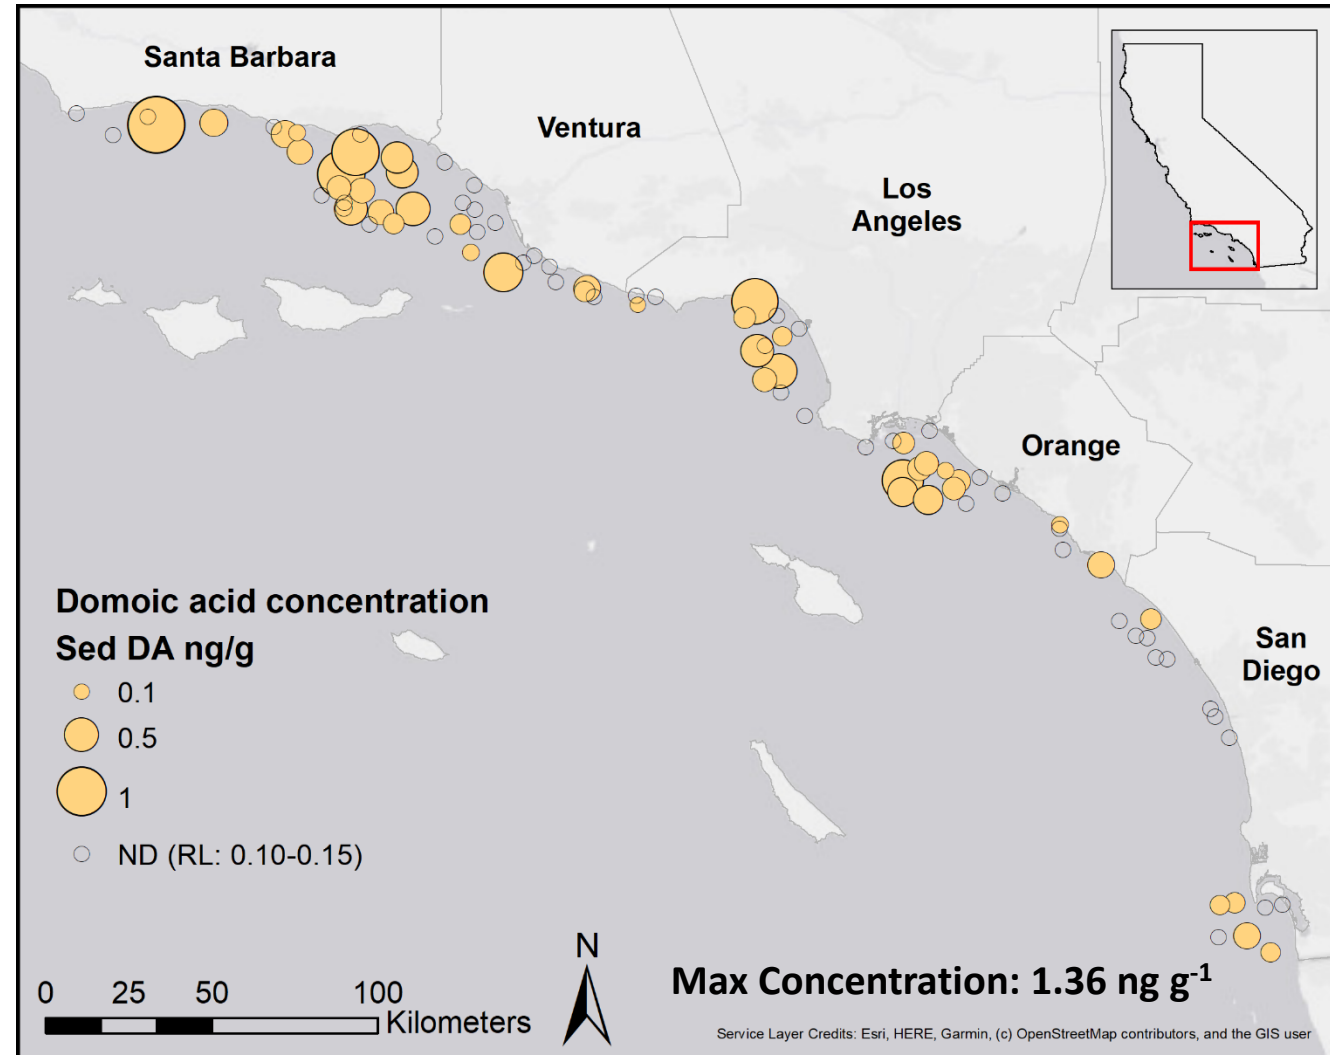 Santa Barbara
Ventura
Los
Angeles
Orange
San
Diego
Domoic acid concentration
Sed DA ng/g
0.1
0.5
1
ND (RL: 0.10-0.15)
N
0 25 50 100
Kilometers
Max Concentration: 1.36 ng g⁻¹
Service Layer Credits: Esri, HERE, Garmin, (c) OpenStreetMap contributors, and the GIS user